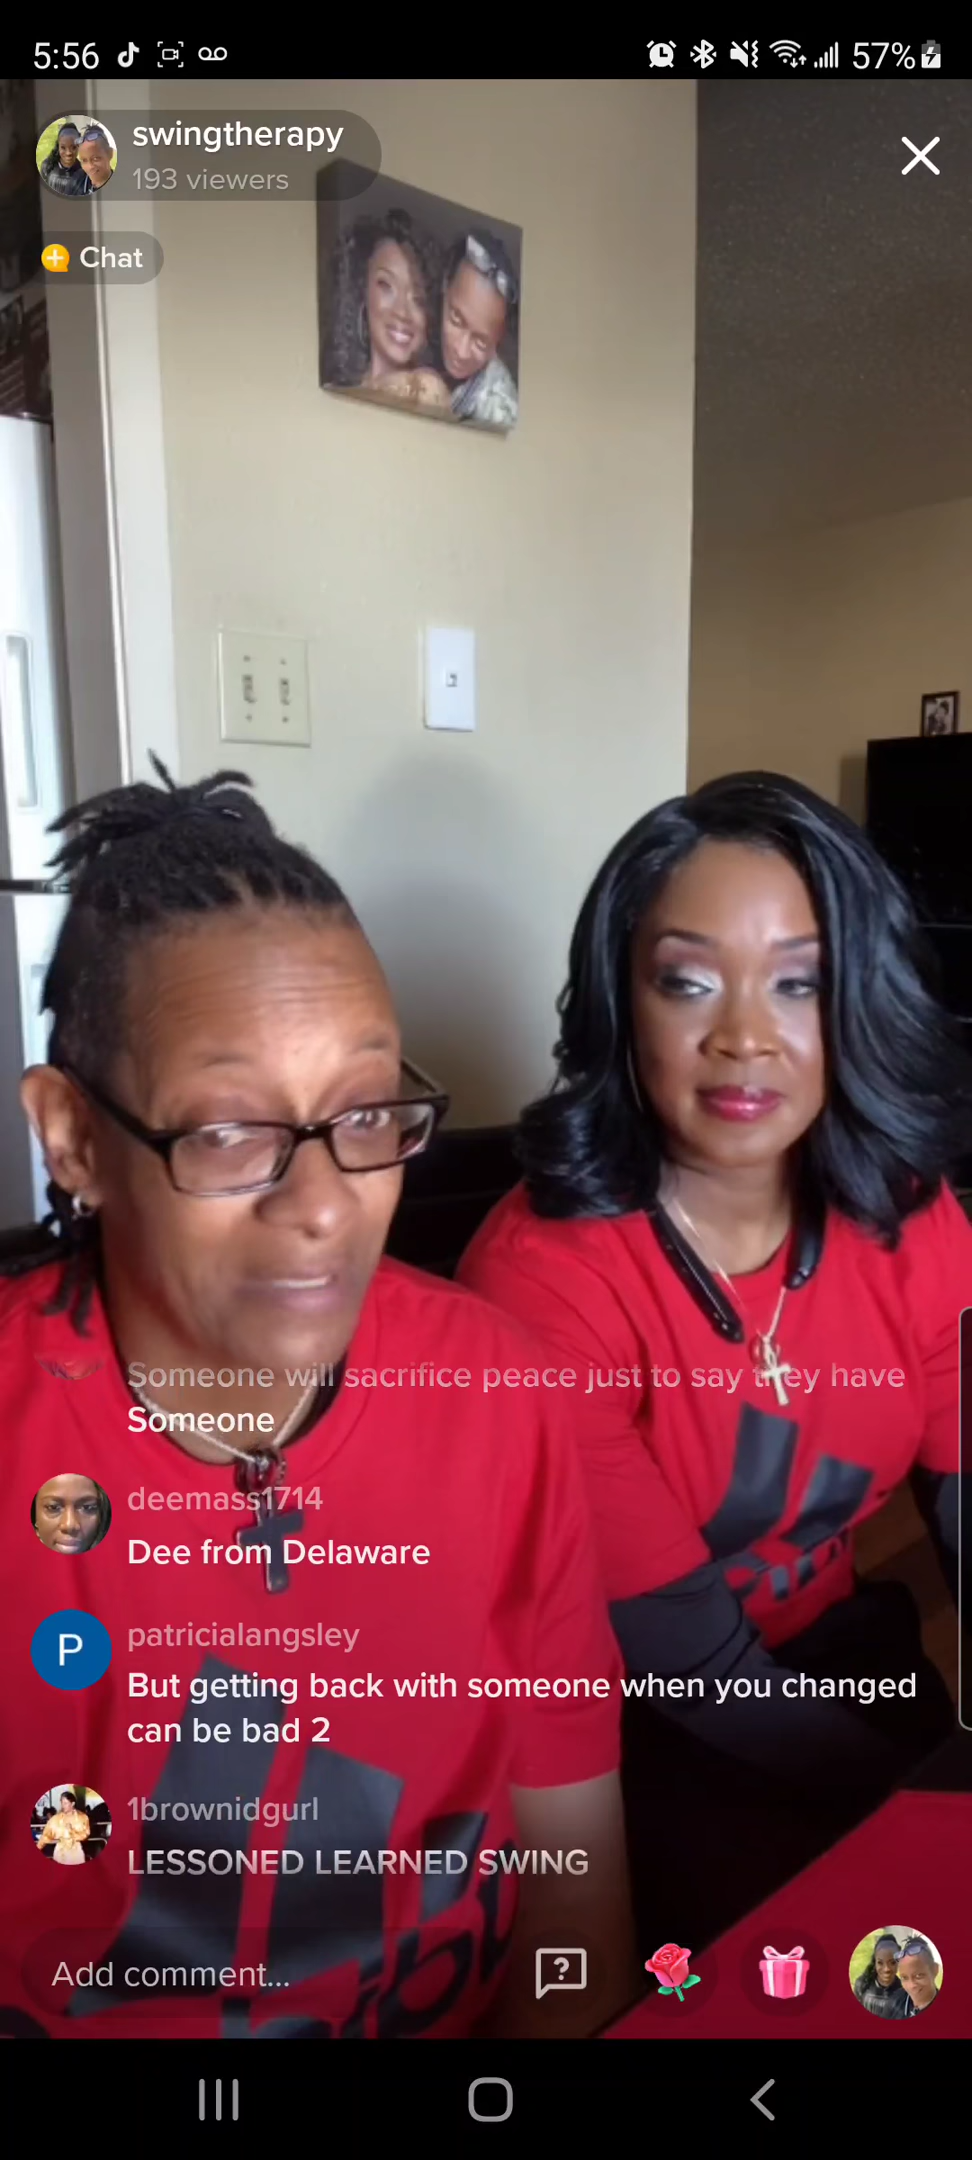 5:56
57%
swingtherapy
193 viewers
Chat
Someone will sacrifice peace just to say they have
Someone
deemass1714
Dee from Delaware
patricialangsley
P
But getting back with someone when you changed
can be bad 2
1brownidgurl
LESSONED LEARNED SWING
Add comment...